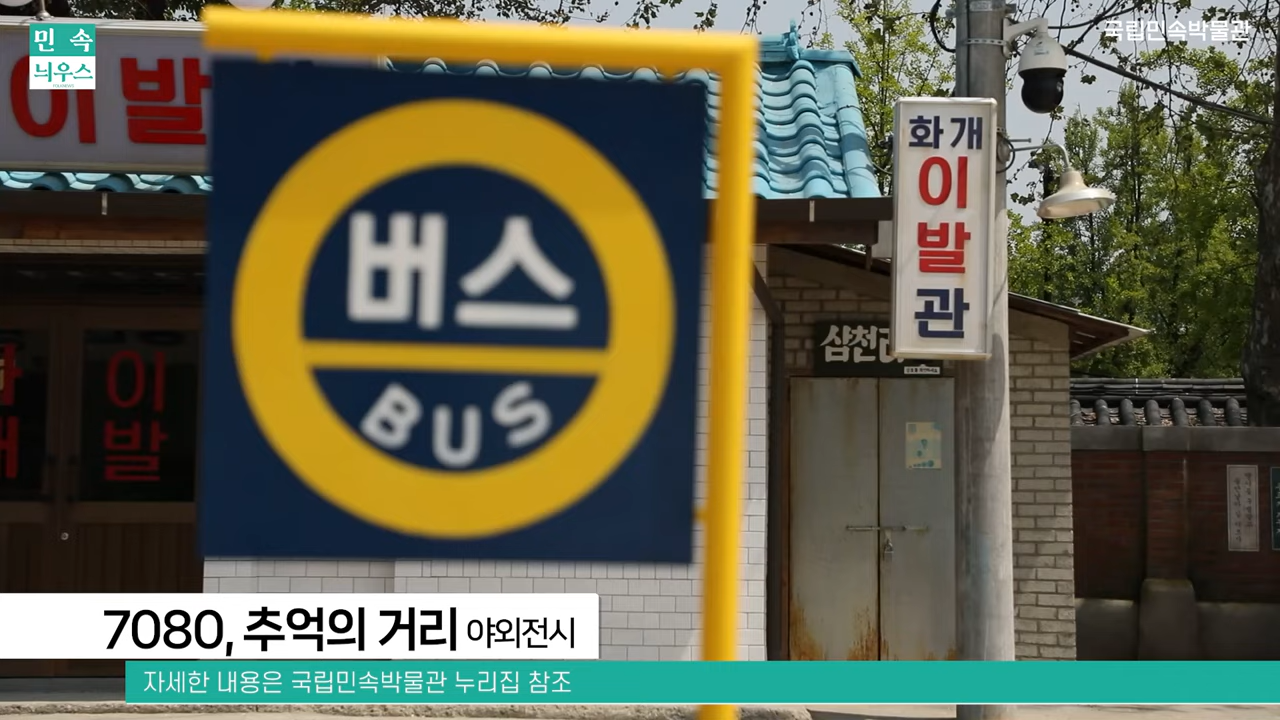 민 속
늬우스
국립민속박물관
이발
버스
BUS
화개
이
발
관
이
발
삼천
7080, 추억의 거리 야외전시
자세한 내용은 국립민속박물관 누리집 참조